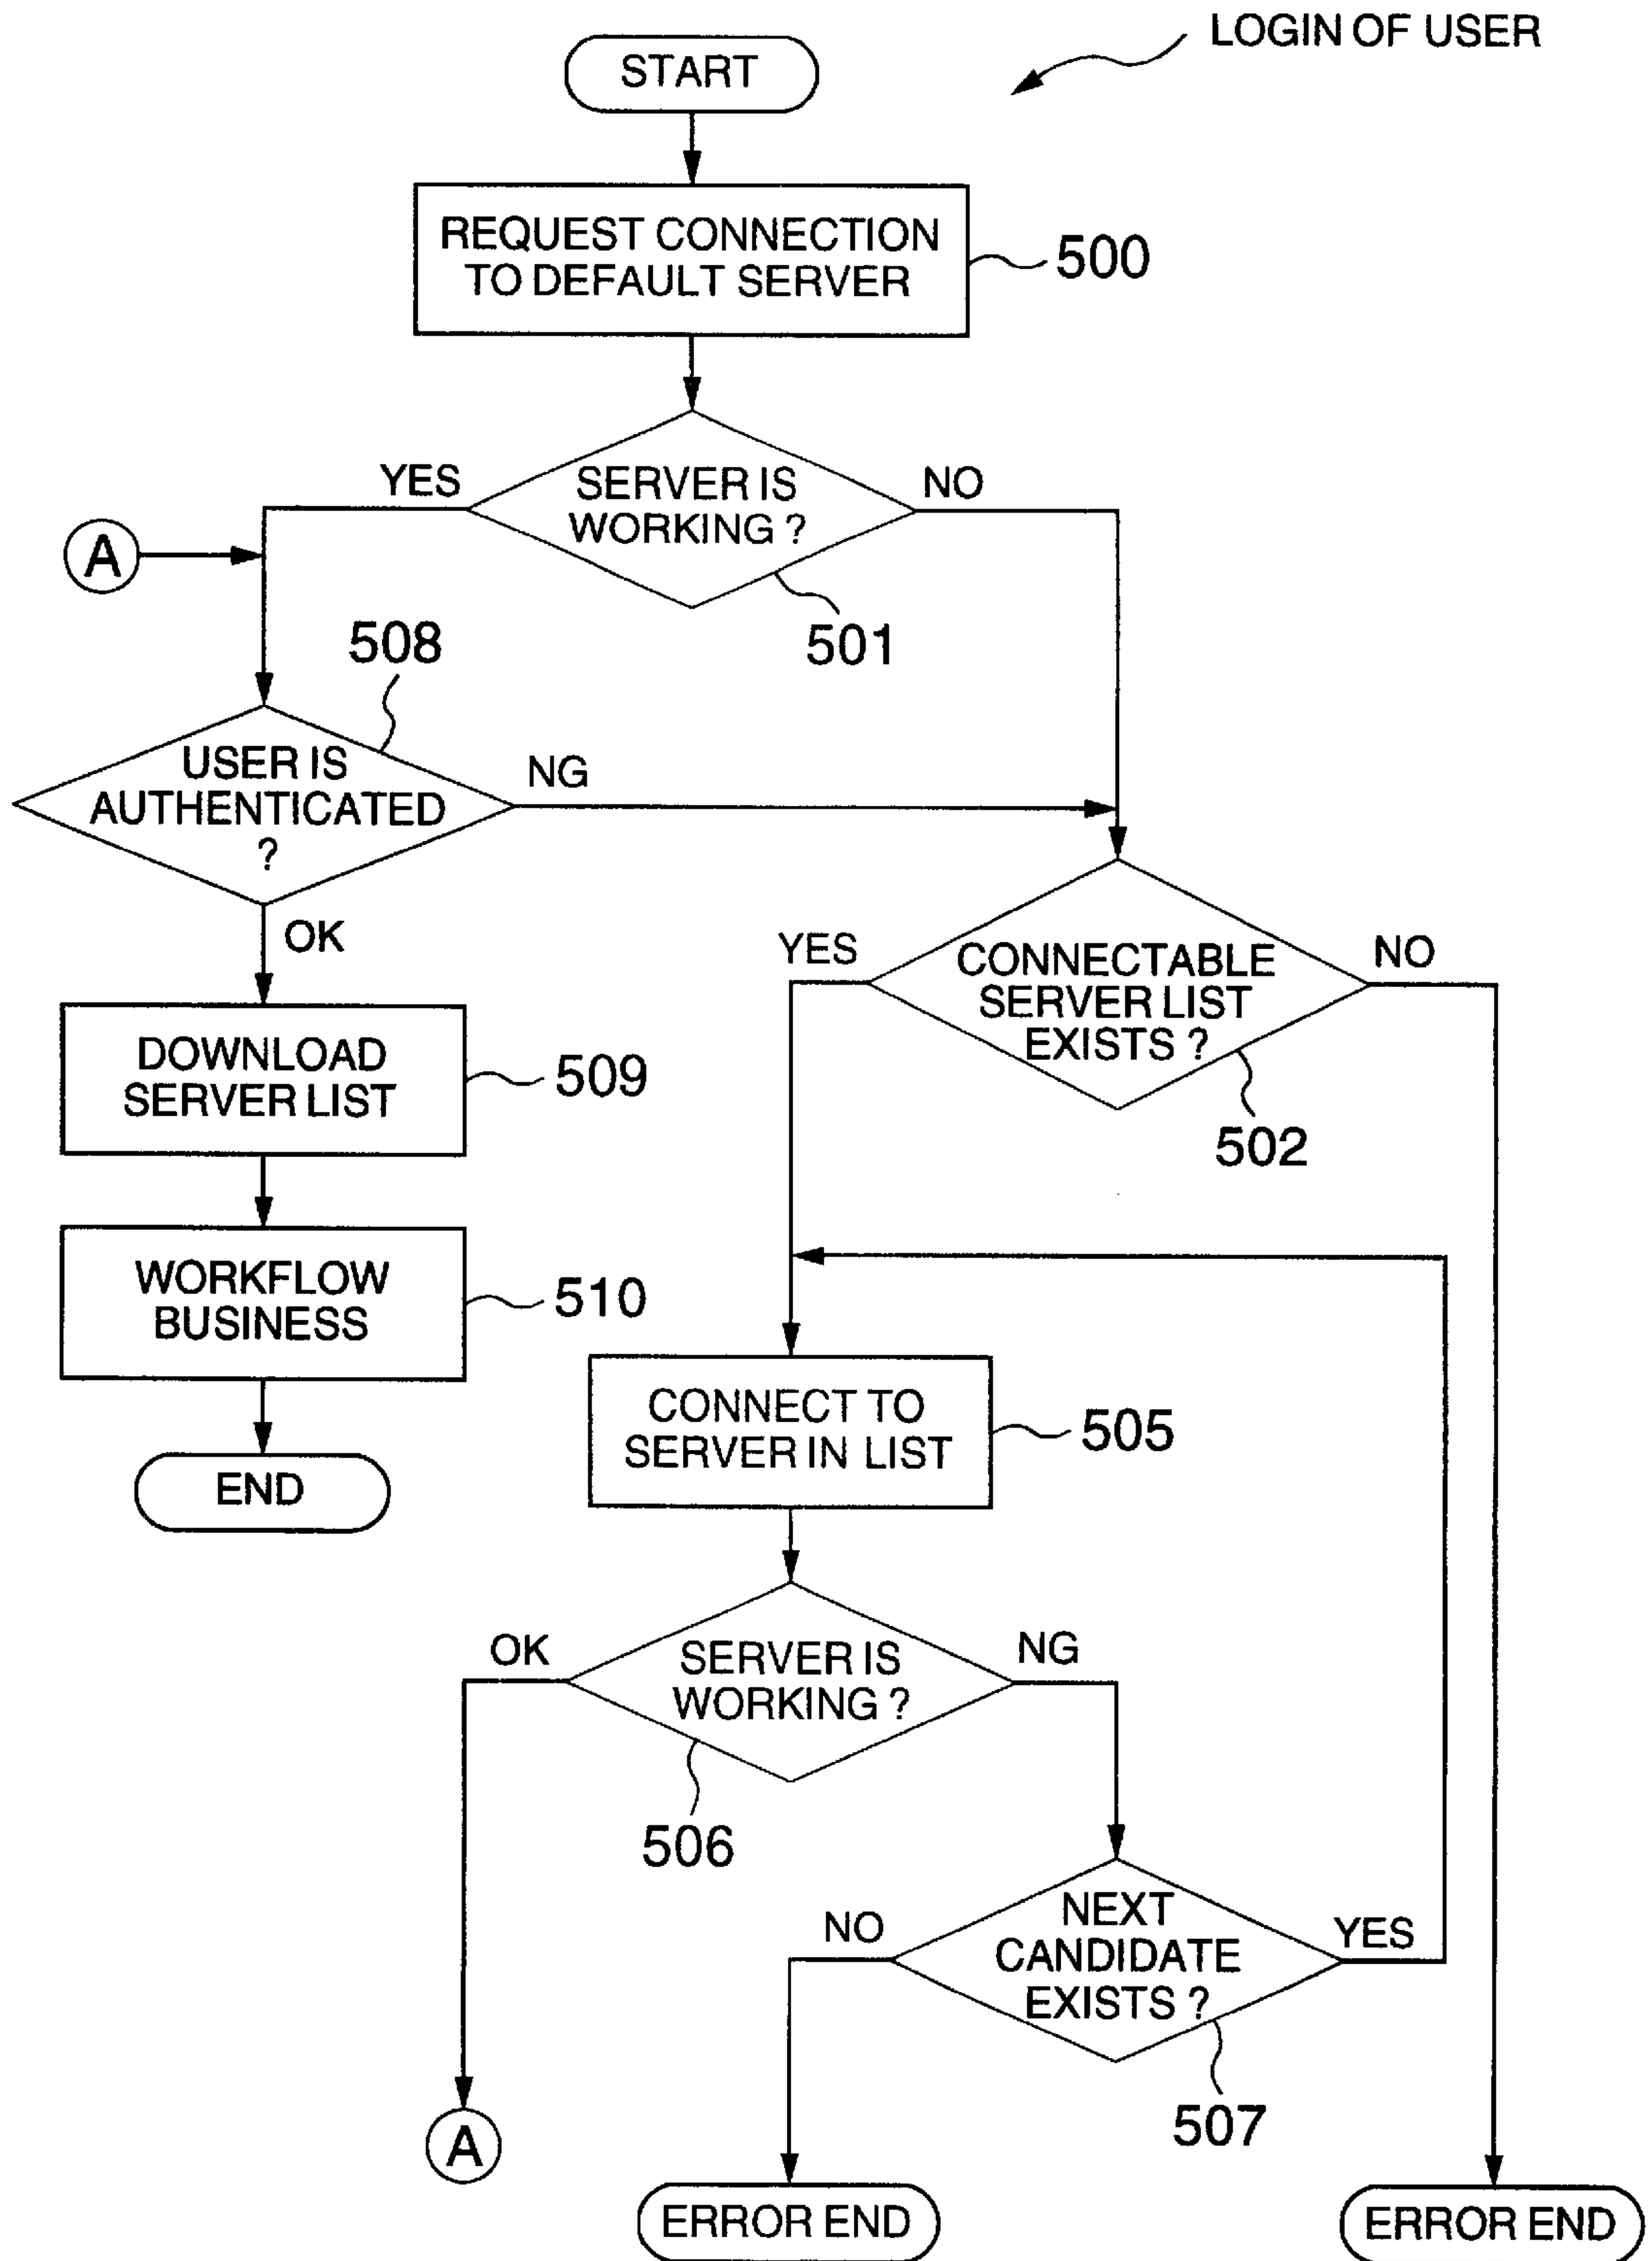 LOGIN OF USER
START
REQUEST CONNECTION
TO DEFAULT SERVER
500
YES
SERVER IS
WORKING ?
NO
501
A
508
USER IS
AUTHENTICATED
?
NG
OK
YES
CONNECTABLE
SERVER LIST
EXISTS ?
NO
502
DOWNLOAD
SERVER LIST
509
WORKFLOW
BUSINESS
510
END
CONNECT TO
SERVER IN LIST
505
OK
SERVER IS
WORKING ?
NG
506
NO
NEXT
CANDIDATE
EXISTS ?
YES
507
A
ERROR END
ERROR END